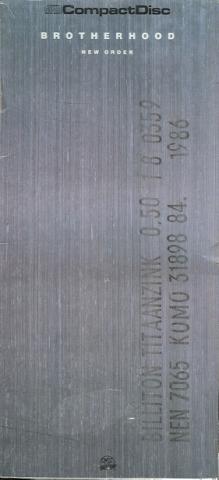 CompactDisc
BROTHERHOOD
NEW ORDER
BILLITON TITAANZINK 0.50 18 0359
NEN 7065 KOMO 31898 84. 1986